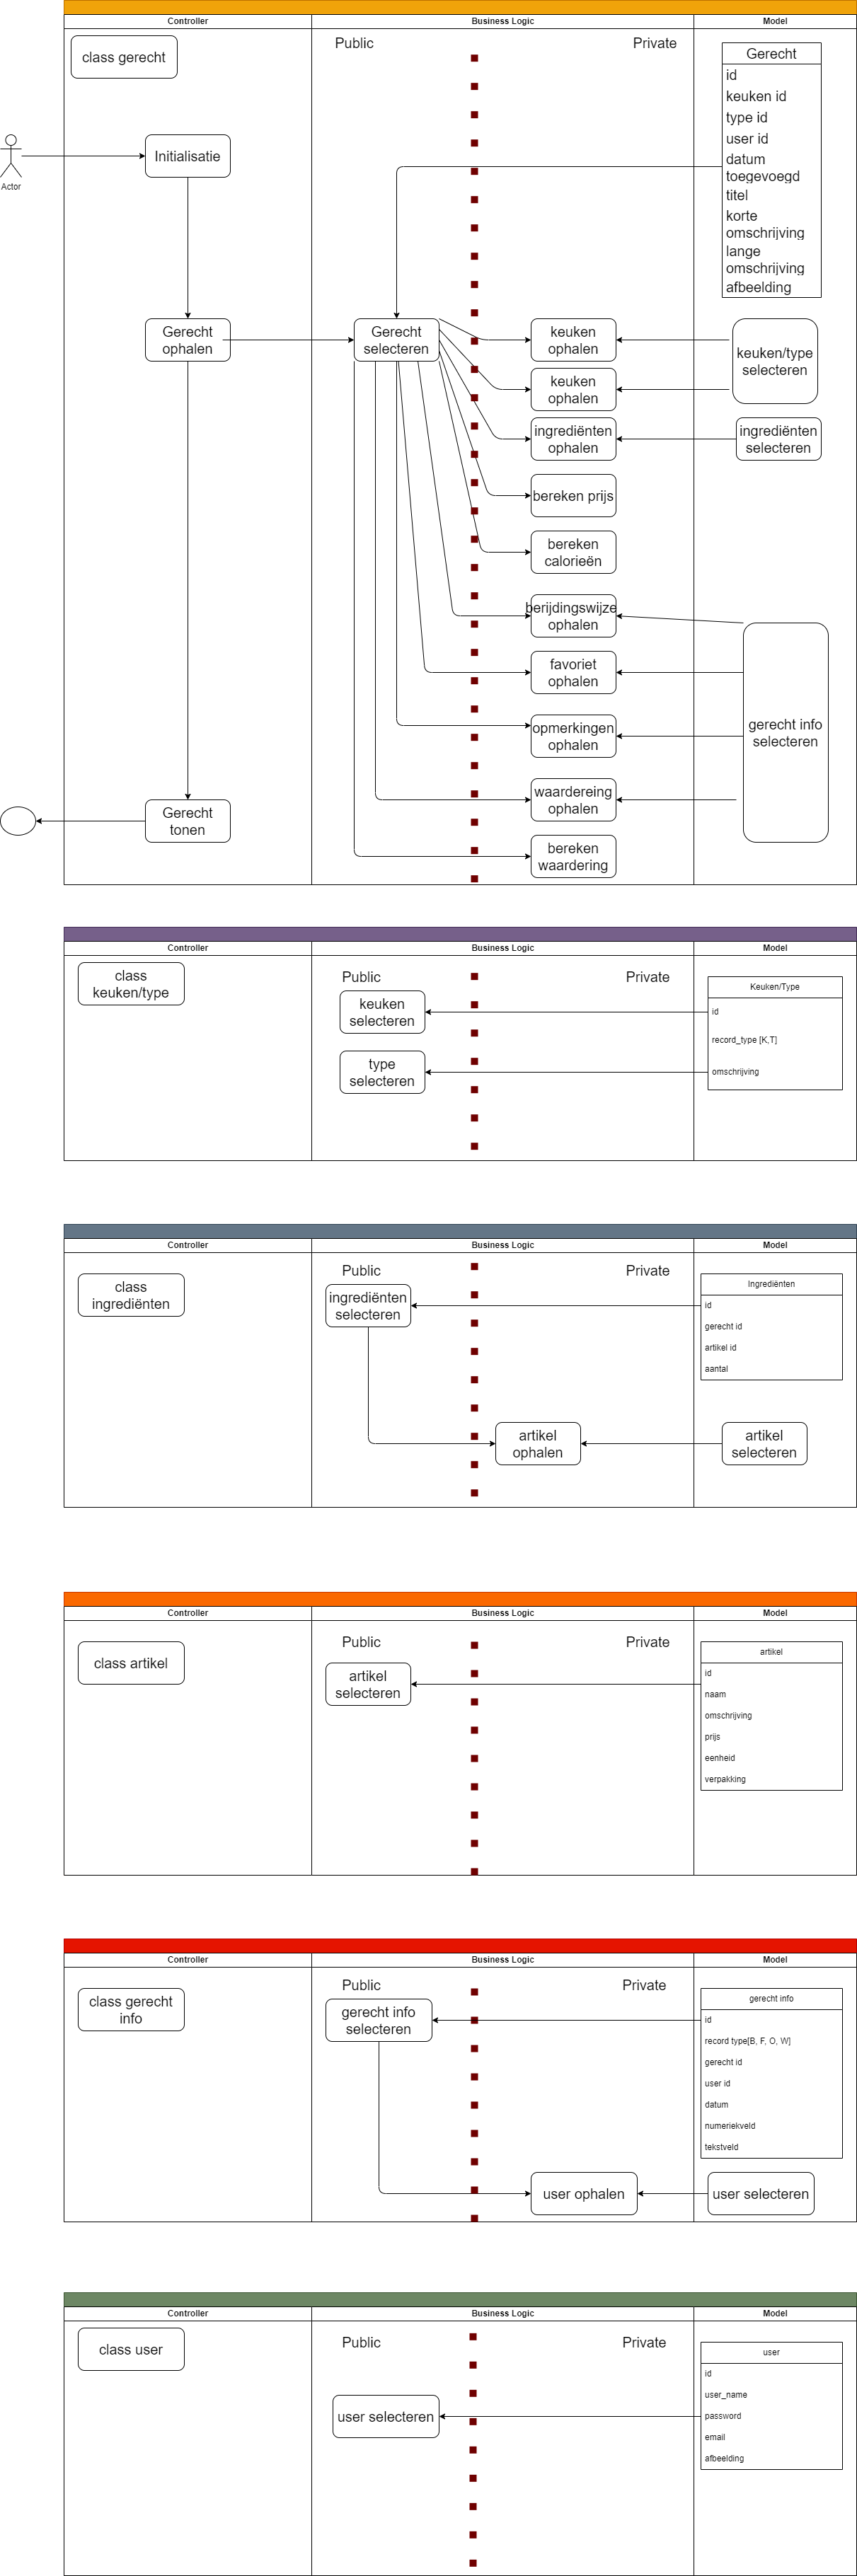 Controller
Business Logic
Model
class gerecht
Public
Private
Gerecht
id
keuken id
type id
user id
datum
toegevoegd
titel
korte
omschrijving
lange
omschrijving
afbeelding
Actor
Initialisatie
Gerecht
ophalen
Gerecht
selecteren
keuken
ophalen
keuken/type
selecteren
keuken
ophalen
ingrediënten
ophalen
ingrediënten
selecteren
bereken prijs
bereken
calorieën
berijdingswijze
ophalen
favoriet
ophalen
opmerkingen
ophalen
gerecht info
selecteren
waardereing
ophalen
Gerecht
tonen
bereken
waardering
Controller
Business Logic
Model
class
keuken/type
Public
Private
keuken
selecteren
type
selecteren
Keuken/Type
id
record_type [K,T]
omschrijving
Controller
Business Logic
Model
class
ingrediënten
Public
Private
ingrediënten
selecteren
Ingrediënten
id
gerecht id
artikel id
aantal
artikel
ophalen
artikel
selecteren
Controller
Business Logic
Model
class artikel
Public
Private
artikel
selecteren
artikel
id
naam
omschrijving
prijs
eenheid
verpakking
Controller
Business Logic
Model
class gerecht
info
Public
Private
gerecht info
selecteren
gerecht info
id
record type[B, F, O, W]
gerecht id
user id
datum
numeriekveld
tekstveld
user ophalen
user selecteren
Controller
Business Logic
Model
class user
Public
Private
user selecteren
user
id
user_name
password
email
afbeelding